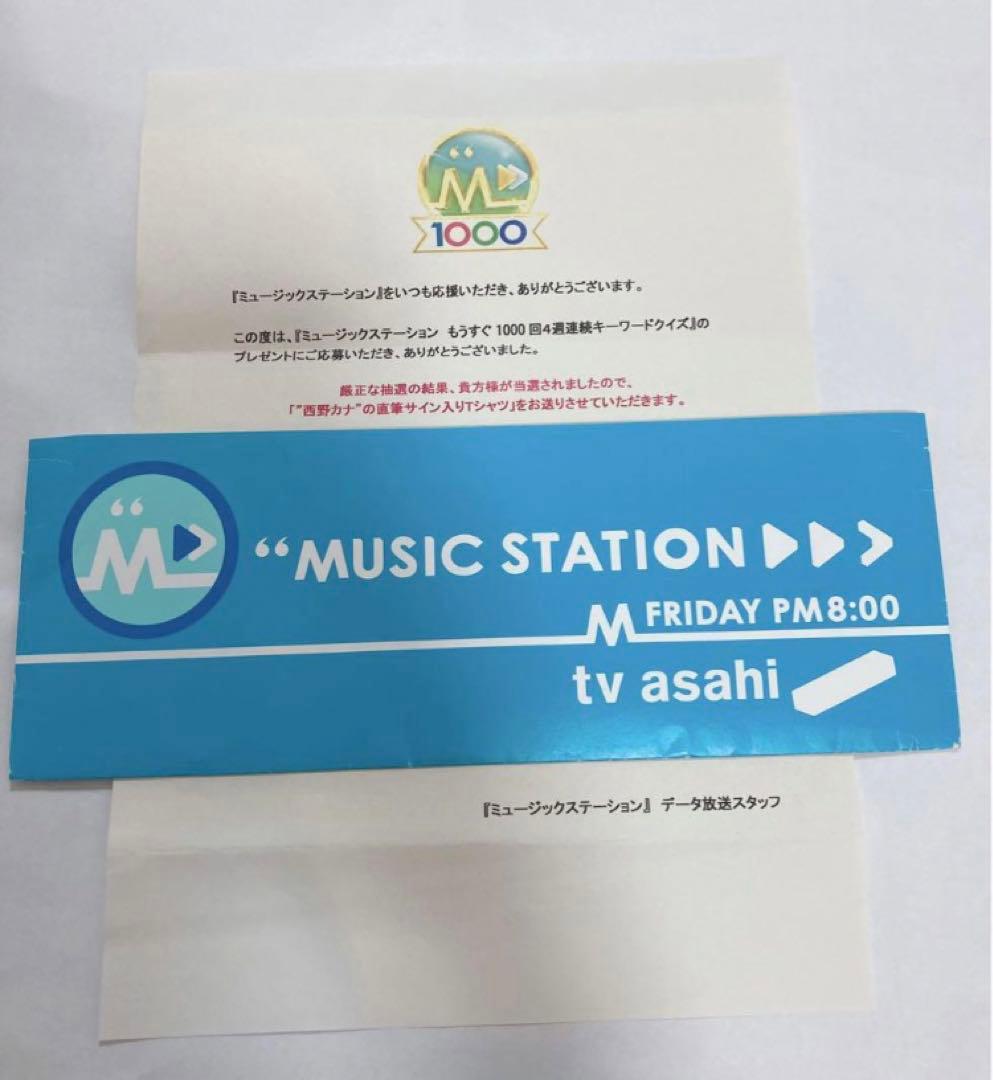 “M
1000
『ミュージックステーション』をいつも応援いただき、ありがとうございます。
この度は、『ミュージックステーション もうすぐ1000回4週連続キーワードクイズ』の
プレゼントにご応募いただき、ありがとうございました。
厳正な抽選の結果、貴方様が当選されましたので、
「”西野カナ”の直筆サイン入りTシャツ」をお送りさせていただきます。
“M
“MUSIC STATION
M FRIDAY PM8:00
tv asahi
『ミュージックステーション』 データ放送スタッフ